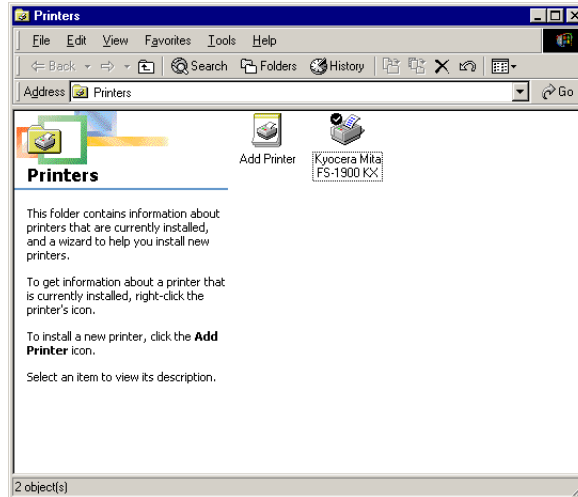 Printers
File Edit View Favorites Tools Help
Back Search Folders History
Address Printers Go
Printers
This folder contains information about
printers that are currently installed,
and a wizard to help you install new
printers.
To get information about a printer that
is currently installed, right-click the
printer's icon.
To install a new printer, click the Add
Printer icon.
Select an item to view its description.
Add Printer
Kyocera Mita
FS-1900 KX
2 object(s)